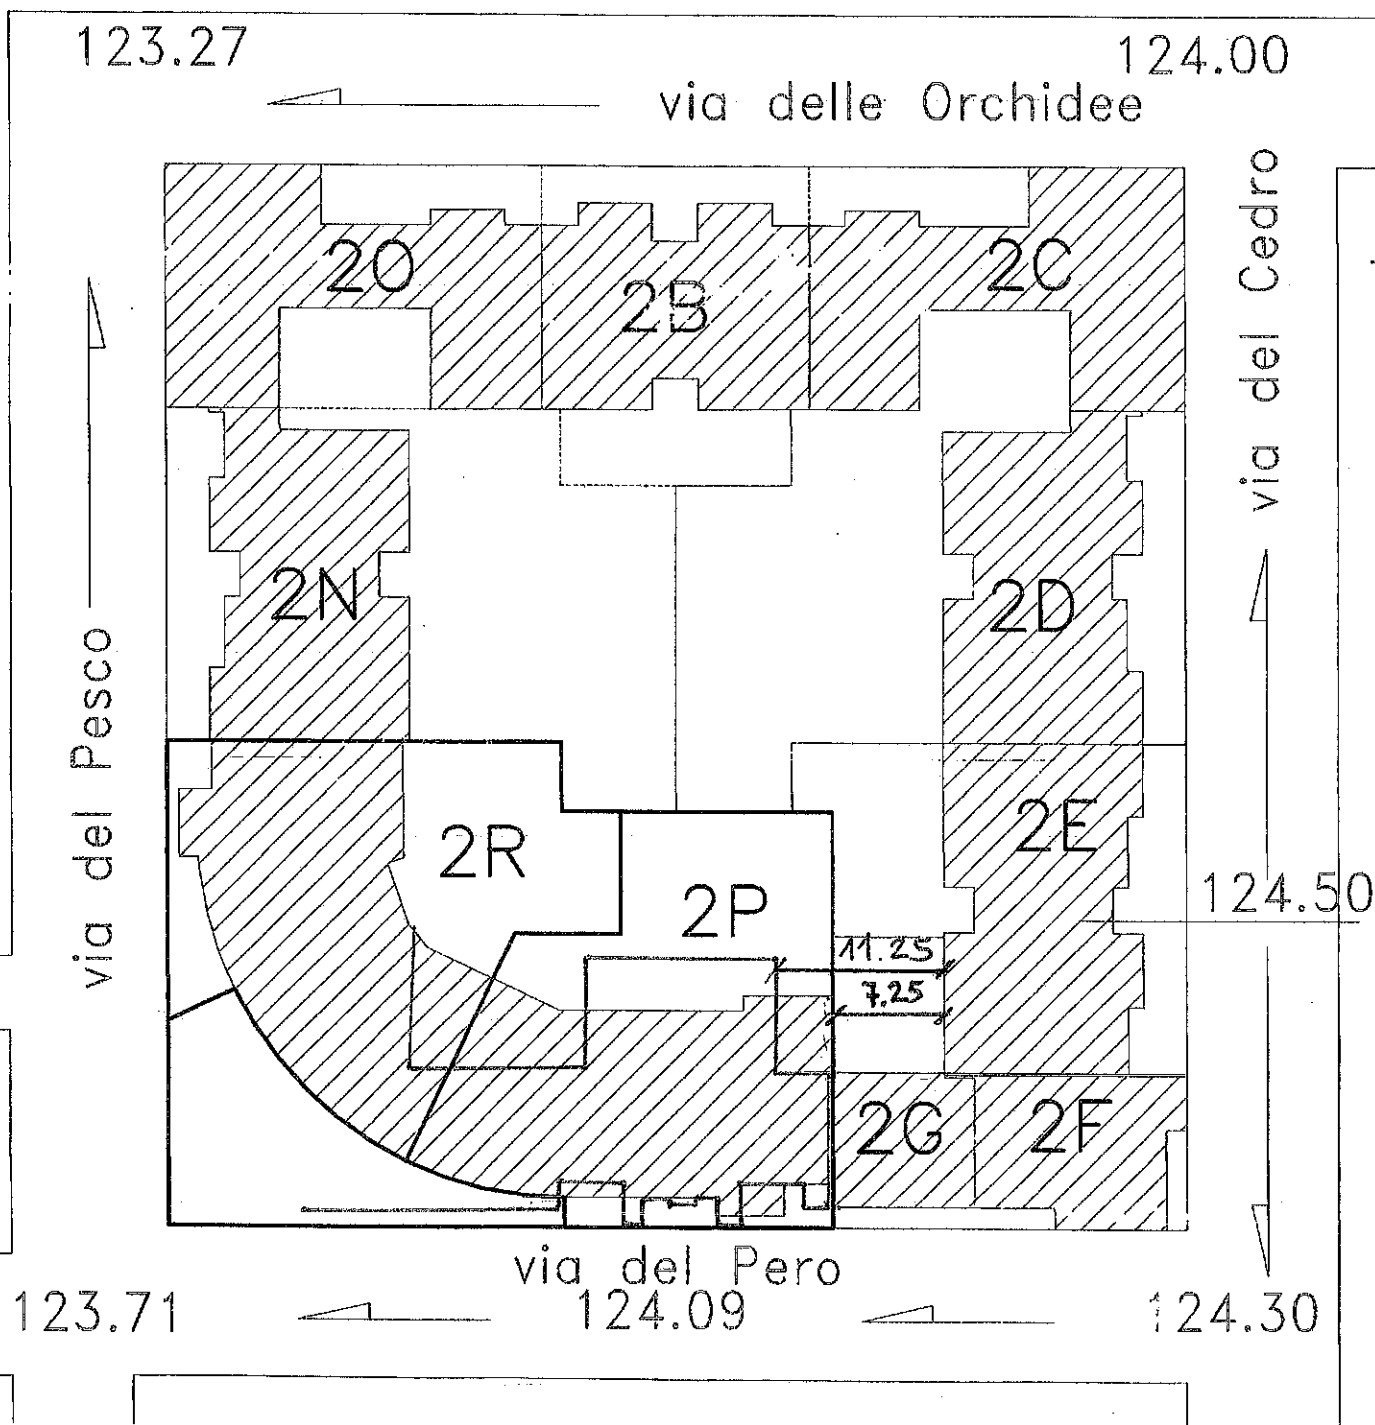 123.27
124.00
via delle Orchidee
via del Cedro
2O
2B
2C
2N
2D
via del Pesco
2R
2E
2P
124.50
11.25
7.25
2G
2F
via del Pero
123.71
124.09
124.30